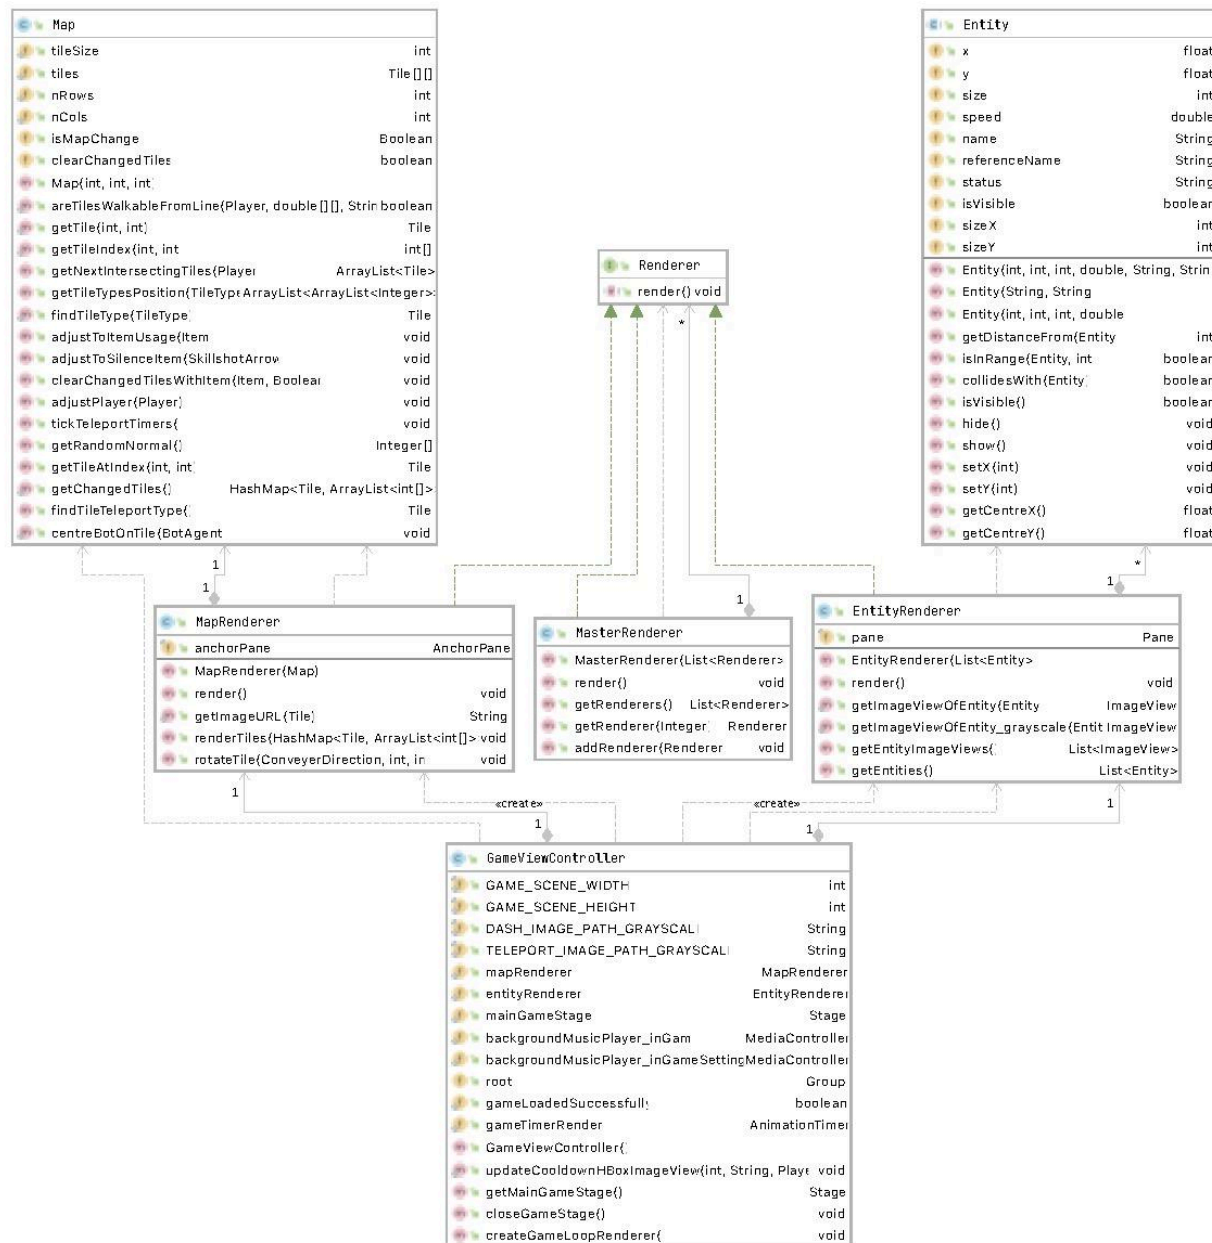 Map
tileSize int
tiles Tile[][]
nRows int
nCols int
isMapChange Boolean
clearChangedTiles boolean
Map(int, int, int)
areTilesWalkableFromLine(Player, double[][], Strin boolean
getTile(int, int) Tile
getTileIndex(int, int int[]
getNextIntersectingTiles(Player ArrayList<Tile>
getTileTypesPosition(TileType ArrayList<ArrayList<Integer>>
findTileType(TileType) Tile
adjustToItemUsage(Item void
adjustToSilenceItem(SkillshotArrow void
clearChangedTilesWithItem(Item, Boolear void
adjustPlayer(Player) void
tickTeleportTimers( void
getRandomNormal() Integer[]
getTileAtIndex(int, int) Tile
getChangedTiles() HashMap<Tile, ArrayList<int[]>
findTileTeleportType( Tile
centreBotOnTile(BotAgent void
Entity
x float
y float
size int
speed double
name String
referenceName String
status String
isVisible boolean
sizeX int
sizeY int
Entity(int, int, int, double, String, Strin
Entity(String, String
Entity(int, int, int, double
getDistanceFrom(Entity int
isInRange(Entity, int boolean
collidesWith(Entity) boolean
isVisible() boolean
hide() void
show() void
setX(int) void
setY(int) void
getCentreX() float
getCentreY() float
Renderer
render() void
*
1
1
1
1
*
MapRenderer
anchorPane AnchorPane
MapRenderer(Map)
render() void
getImageURL(Tile) String
renderTiles(HashMap<Tile, ArrayList<int[]> void
rotateTile(ConveyerDirection, int, in void
MasterRenderer
MasterRenderer(List<Renderer>
render() void
getRenderers() List<Renderer>
getRenderer(Integer) Renderer
addRenderer(Renderer void
EntityRenderer
pane Pane
EntityRenderer(List<Entity>
render() void
getImageViewOfEntity(Entity ImageView
getImageViewOfEntity_grayscale(Entit ImageView
getEntityImageViews( List<ImageView>
getEntities() List<Entity>
1
«create»
«create»
1
1
1
GameViewController
GAME_SCENE_WIDTH int
GAME_SCENE_HEIGHT int
DASH_IMAGE_PATH_GRAYSCAL String
TELEPORT_IMAGE_PATH_GRAYSCAL String
mapRenderer MapRenderer
entityRenderer EntityRenderer
mainGameStage Stage
backgroundMusicPlayer_inGam MediaController
backgroundMusicPlayer_inGameSetting MediaController
root Group
gameLoadedSuccessfully boolean
gameTimerRender AnimationTimer
GameViewController(
updateCooldownHBoxImageView(int, String, Playe void
getMainGameStage() Stage
closeGameStage() void
createGameLoopRenderer( void